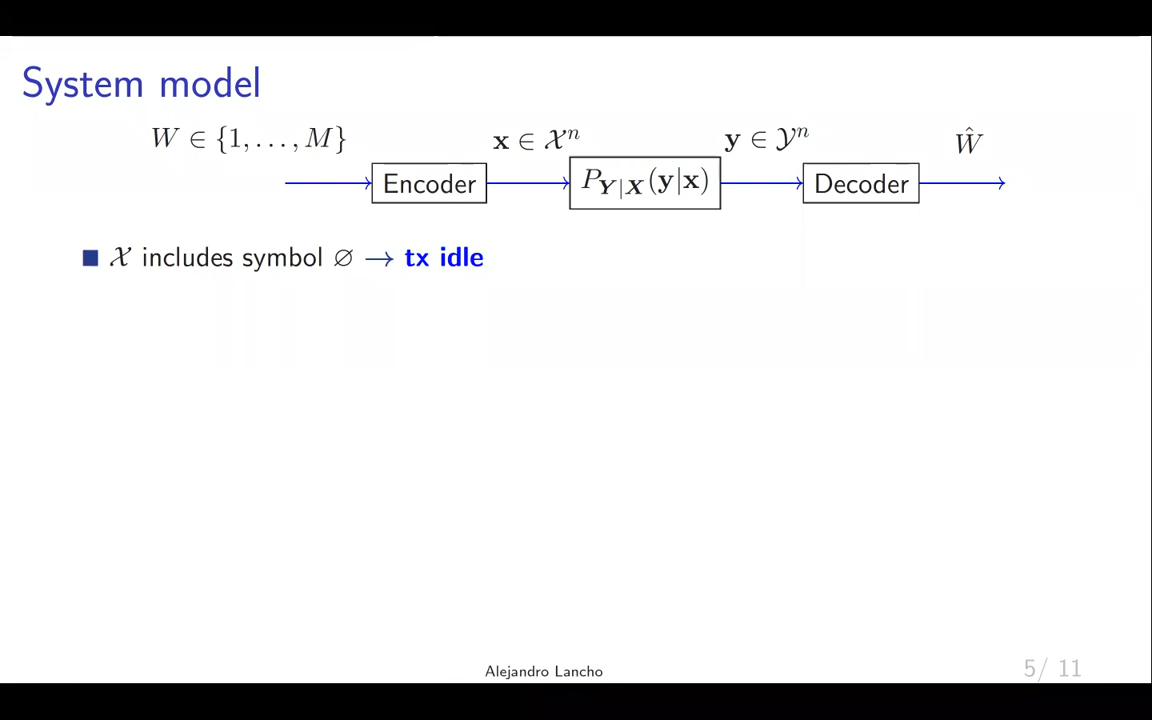 System model
W ∈ {1, . . . , M} x ∈ 𝒳ⁿ y ∈ 𝒴ⁿ Ŵ
Encoder P_{Y|X}(y|x) Decoder
■ 𝒳 includes symbol ∅ → tx idle
Alejandro Lancho
5/ 11